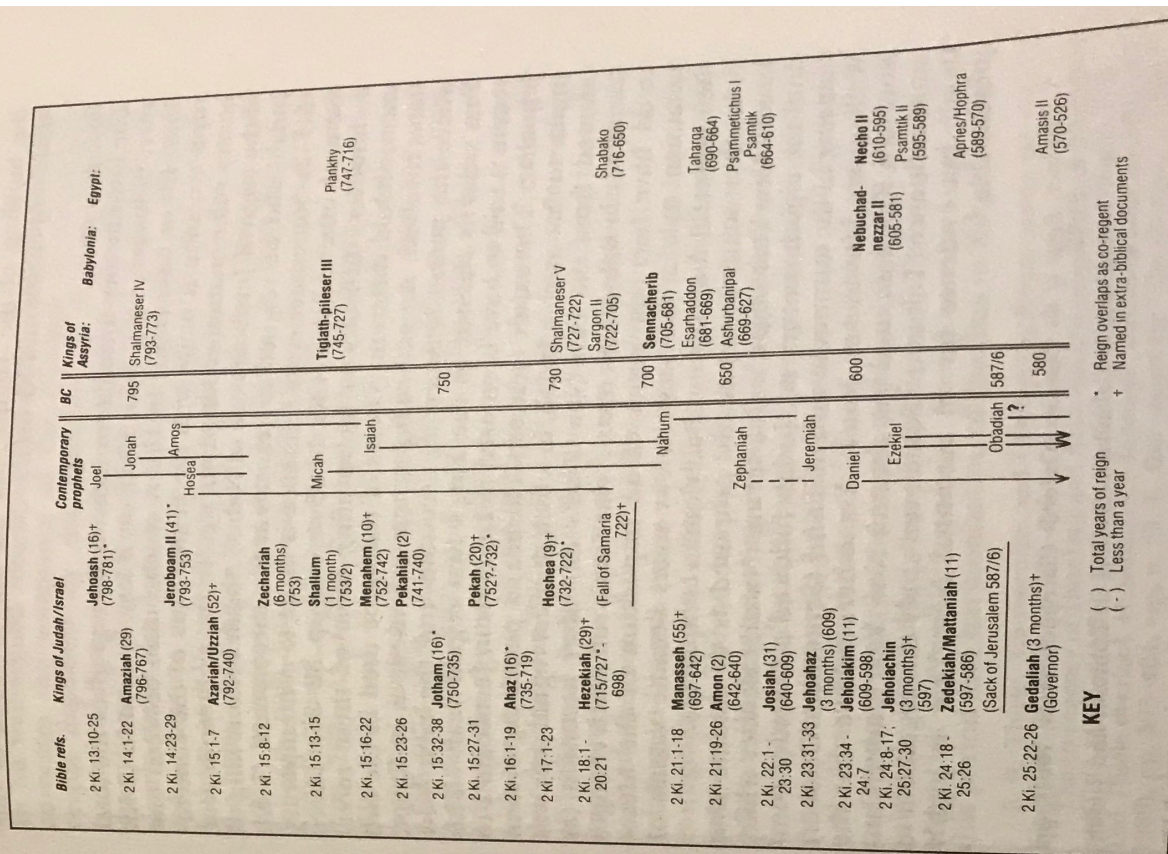 Bible refs. Kings of Judah/Israel Contemporary prophets BC Kings of Assyria: Babylonia: Egypt:
2 Ki. 13:10-25 Jehoash (16)† Joel
(798-781)*
2 Ki. 14:1-22 Amaziah (29) Jonah 795 Shalmaneser IV
(796-767) (793-773)
2 Ki. 14:23-29 Jeroboam II (41)* Hosea Amos
(793-753)
2 Ki. 15:1-7 Azariah/Uzziah (52)†
(792-740)
2 Ki. 15:8-12 Zechariah
(6 months)
(753)
2 Ki. 15.13-15 Shallum Micah Tiglath-pileser III Piankhy
(1 month) (745-727) (747-716)
(753/2)
2 Ki. 15:16-22 Menahem (10)† Isaiah
(752-742)
2 Ki. 15:23-26 Pekahiah (2)
(741-740)
2 Ki. 15:32-38 Jotham (16)* 750
(750-735)
2 Ki. 15:27-31 Pekah (20)†
(752?-732)*
2 Ki. 16:1-19 Ahaz (16)*
(735-719)
2 Ki. 17:1-23 Hoshea (9)† 730 Shalmaneser V
(732-722)* (727-722)
2 Ki. 18:1 - Hezekiah (29)† (Fall of Samaria Sargon II Shabako
20:21 (715/727*- 722)† (722-705) (716-650)
698)
2 Ki. 21:1-18 Manasseh (55)† Nahum 700 Sennacherib
(697-642) (705-681)
2 Ki. 21:19-26 Amon (2) Esarhaddon Taharqa
(642-640) (681-669) (690-664)
2 Ki. 22:1 - Josiah (31) Zephaniah 650 Ashurbanipal Psammetichus I
23:30 (640-609) (669-627) Psamtik
(664-610)
2 Ki. 23:31-33 Jehoahaz Jeremiah
(3 months) (609)
2 Ki. 23:34 - Jehoiakim (11) Daniel 600 Nebuchad- Necho II
24:7 (609-598) nezzar II (610-595)
2 Ki. 24:8-17; Jehoiachin Ezekiel (605-581) Psamtik II
25:27-30 (3 months)† (595-589)
(597)
2 Ki. 24:18 - Zedekiah/Mattaniah (11) Apries/Hophra
25:26 (597-586) (589-570)
(Sack of Jerusalem 587/6) Obadiah 587/6
?
2 Ki. 25:22-26 Gedaliah (3 months)† 580 Amasis II
(Governor) (570-526)
KEY ( ) Total years of reign * Reign overlaps as co-regent
( - ) Less than a year † Named in extra-biblical documents